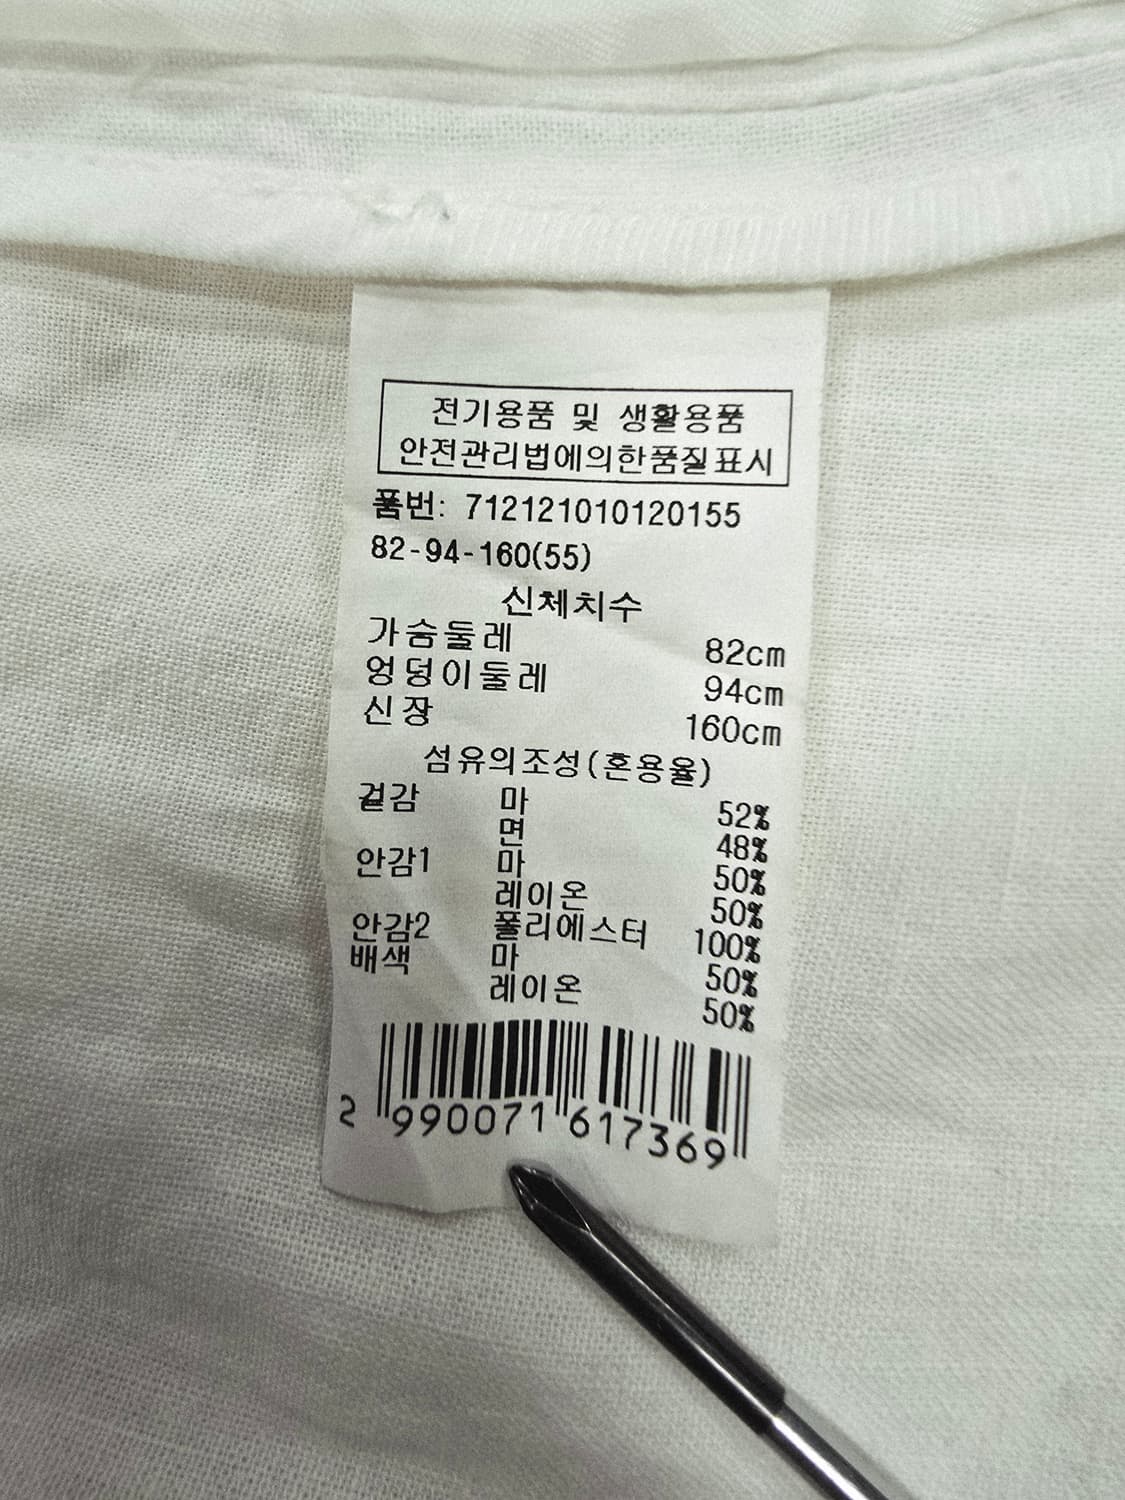 전기용품 및 생활용품
안전관리법에의한품질표시
품번: 712121010120155
82-94-160(55)
신체치수
가슴둘레 82cm
엉덩이둘레 94cm
신장 160cm
섬유의조성(혼용율)
겉감 마 52%
면 48%
안감1 마 50%
레이온 50%
안감2 폴리에스터 100%
배색 마 50%
레이온 50%
2 990071 617369